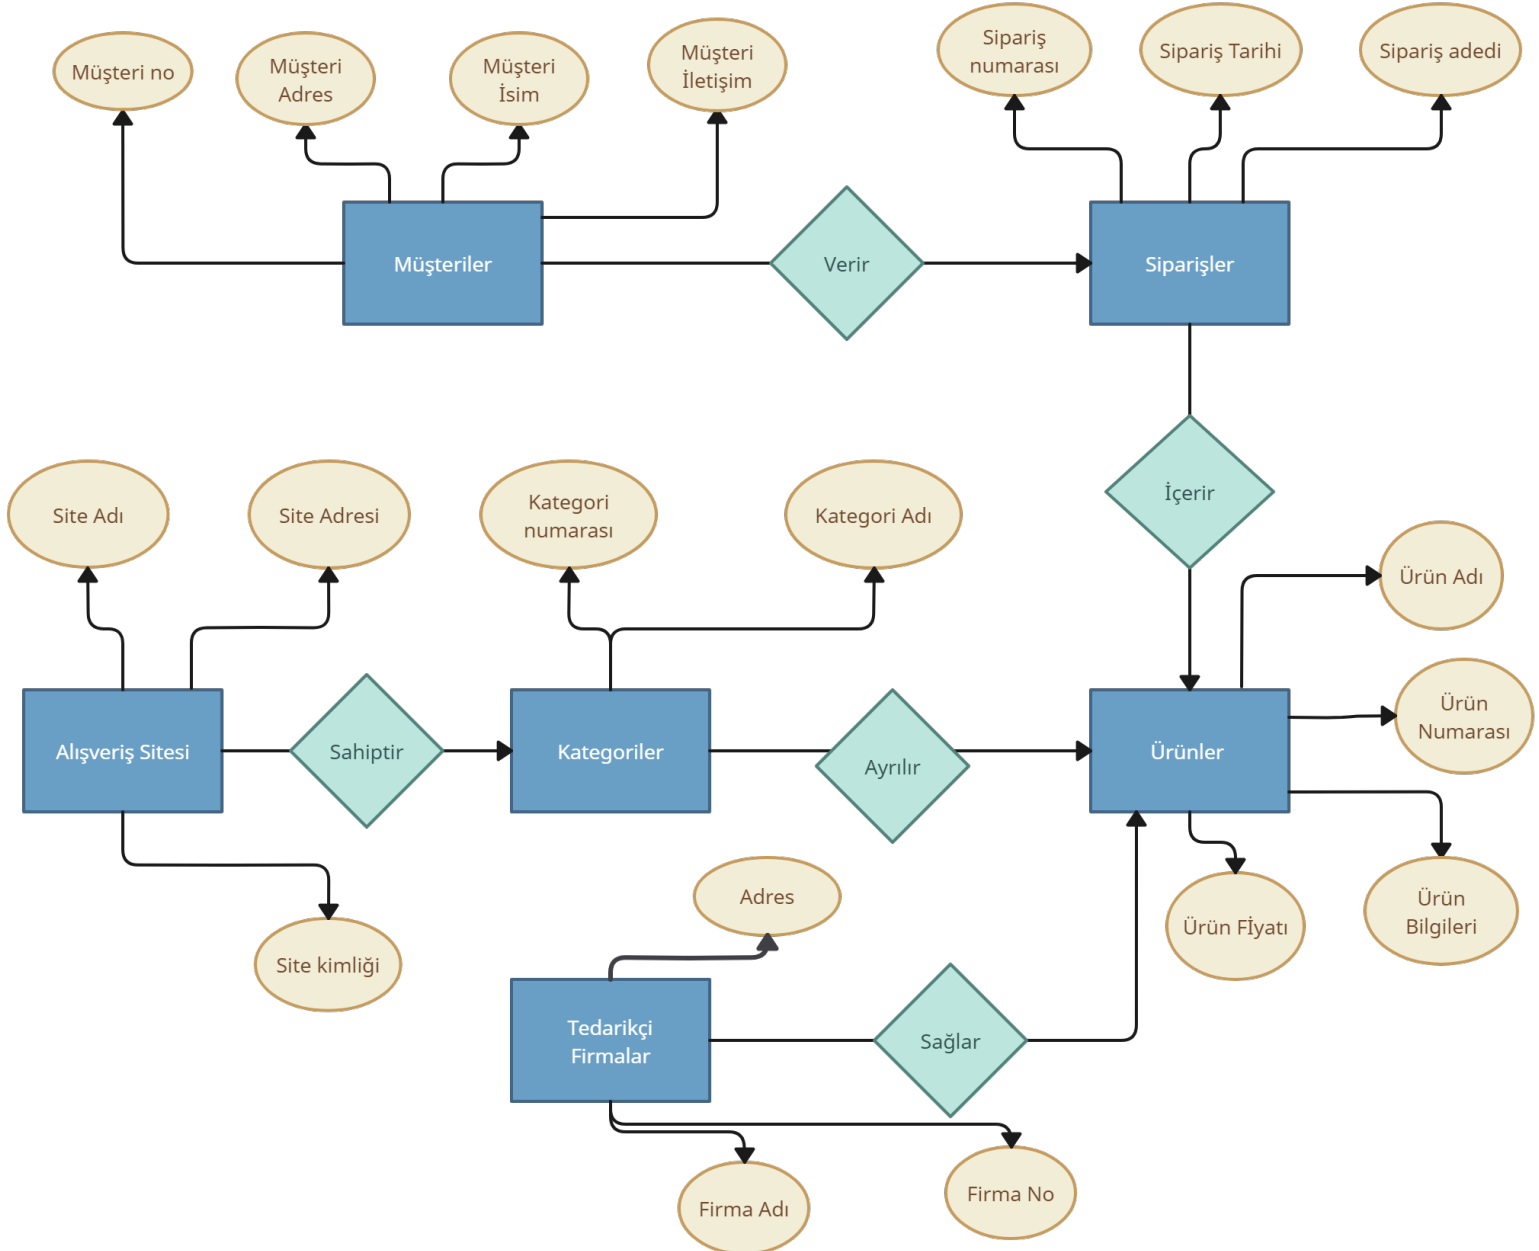 Müşteri no
Müşteri
Adres
Müşteri
İsim
Müşteri
İletişim
Sipariş
numarası
Sipariş Tarihi
Sipariş adedi
Müşteriler
Verir
Siparişler
İçerir
Site Adı
Site Adresi
Kategori
numarası
Kategori Adı
Ürün Adı
Ürün
Numarası
Alışveriş Sitesi
Sahiptir
Kategoriler
Ayrılır
Ürünler
Adres
Ürün Fİyatı
Ürün
Bilgileri
Site kimliği
Tedarikçi
Firmalar
Sağlar
Firma Adı
Firma No